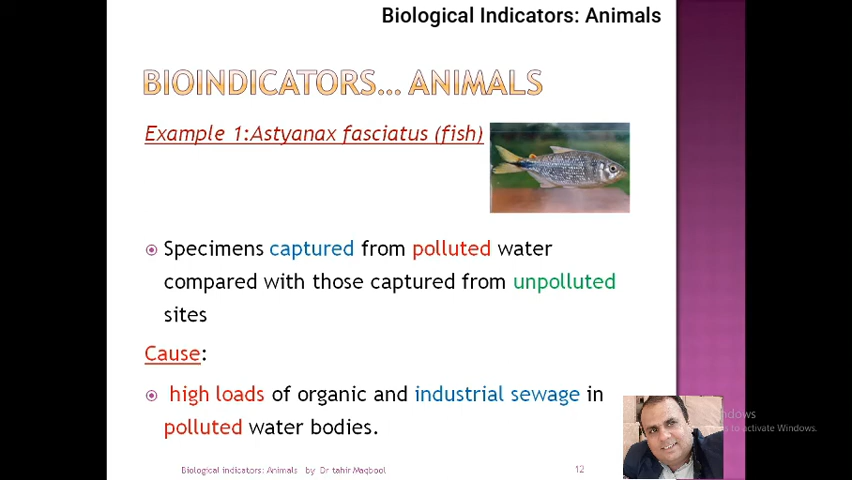 Biological Indicators: Animals
BIOINDICATORS... ANIMALS
Example 1:Astyanax fasciatus (fish)
Specimens captured from polluted water
compared with those captured from unpolluted
sites
Cause:
high loads of organic and industrial sewage in
polluted water bodies.
Biological indicators: Animals by Dr tahir Maqbool
12
ndows
to activate Windows.